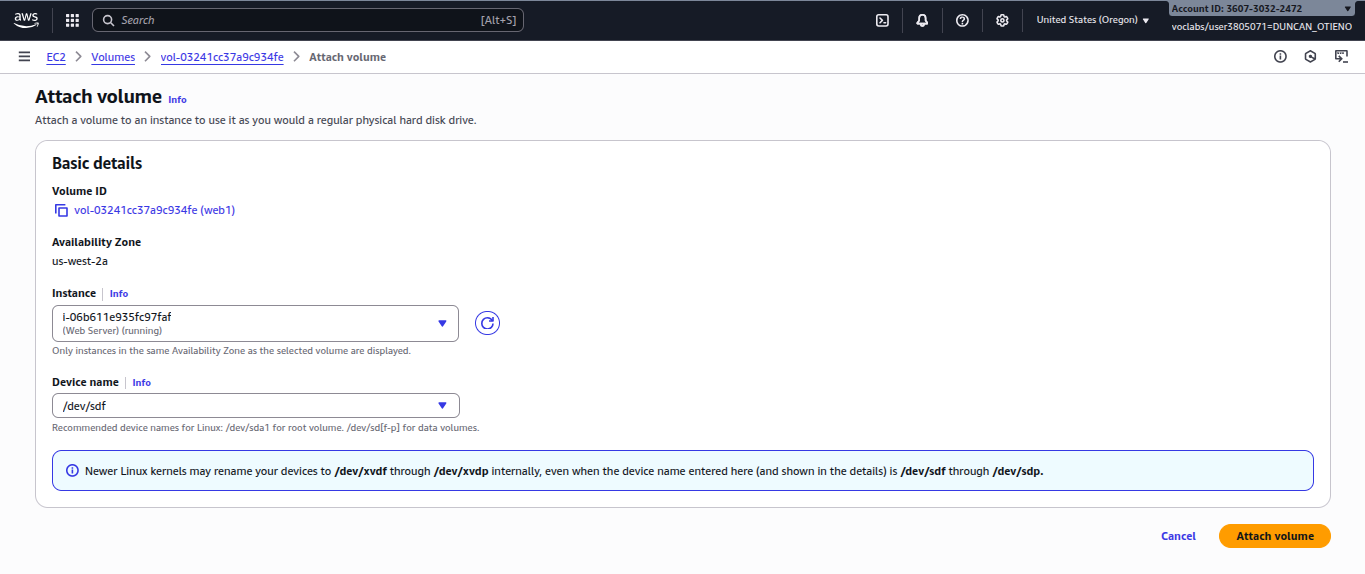 aws
Search [Alt+S]
United States (Oregon)
Account ID: 3607-3032-2472
voclabs/user3805071=DUNCAN_OTIENO
EC2 > Volumes > vol-03241cc37a9c934fe > Attach volume
Attach volume Info
Attach a volume to an instance to use it as you would a regular physical hard disk drive.
Basic details
Volume ID
vol-03241cc37a9c934fe (web1)
Availability Zone
us-west-2a
Instance | Info
i-06b611e935fc97faf
(Web Server) (running)
Only instances in the same Availability Zone as the selected volume are displayed.
Device name | Info
/dev/sdf
Recommended device names for Linux: /dev/sda1 for root volume. /dev/sd[f-p] for data volumes.
Newer Linux kernels may rename your devices to /dev/xvdf through /dev/xvdp internally, even when the device name entered here (and shown in the details) is /dev/sdf through /dev/sdp.
Cancel Attach volume